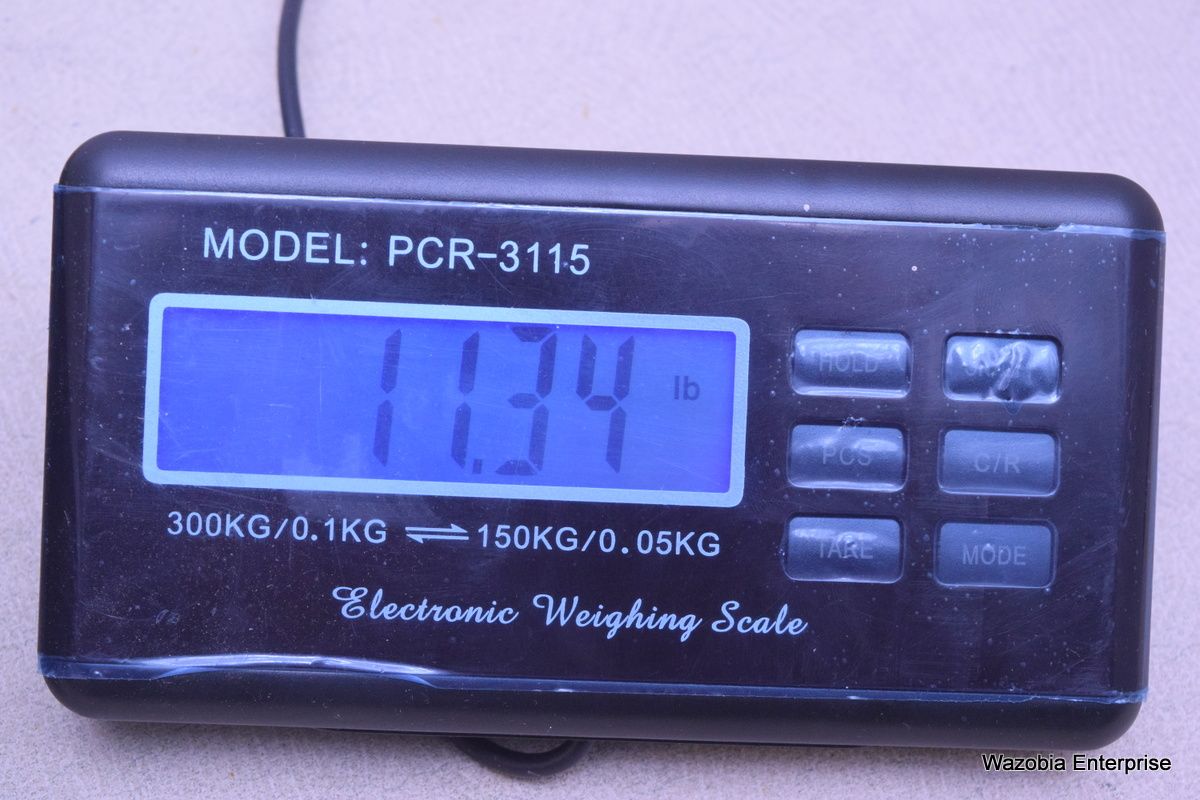 MODEL: PCR-3115
11.34 lb
HOLD
PCS C/R
TARE MODE
300KG/0.1KG ⇌ 150KG/0.05KG
Electronic Weighing Scale
Wazobia Enterprise